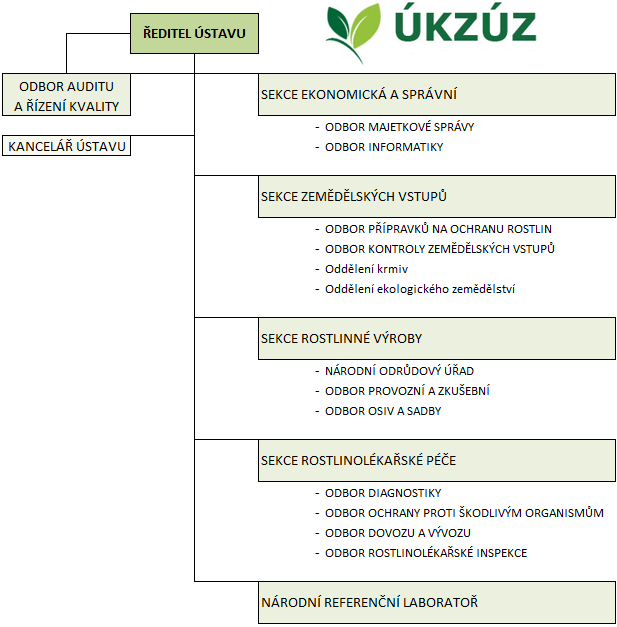 ŘEDITEL ÚSTAVU
ÚKZÚZ
ODBOR AUDITU
A ŘÍZENÍ KVALITY
KANCELÁŘ ÚSTAVU
SEKCE EKONOMICKÁ A SPRÁVNÍ
- ODBOR MAJETKOVÉ SPRÁVY
- ODBOR INFORMATIKY
SEKCE ZEMĚDĚLSKÝCH VSTUPŮ
- ODBOR PŘÍPRAVKŮ NA OCHRANU ROSTLIN
- ODBOR KONTROLY ZEMĚDĚLSKÝCH VSTUPŮ
- Oddělení krmiv
- Oddělení ekologického zemědělství
SEKCE ROSTLINNÉ VÝROBY
- NÁRODNÍ ODRŮDOVÝ ÚŘAD
- ODBOR PROVOZNÍ A ZKUŠEBNÍ
- ODBOR OSIV A SADBY
SEKCE ROSTLINOLÉKAŘSKÉ PÉČE
- ODBOR DIAGNOSTIKY
- ODBOR OCHRANY PROTI ŠKODLIVÝM ORGANISMŮM
- ODBOR DOVOZU A VÝVOZU
- ODBOR ROSTLINOLÉKAŘSKÉ INSPEKCE
NÁRODNÍ REFERENČNÍ LABORATOŘ